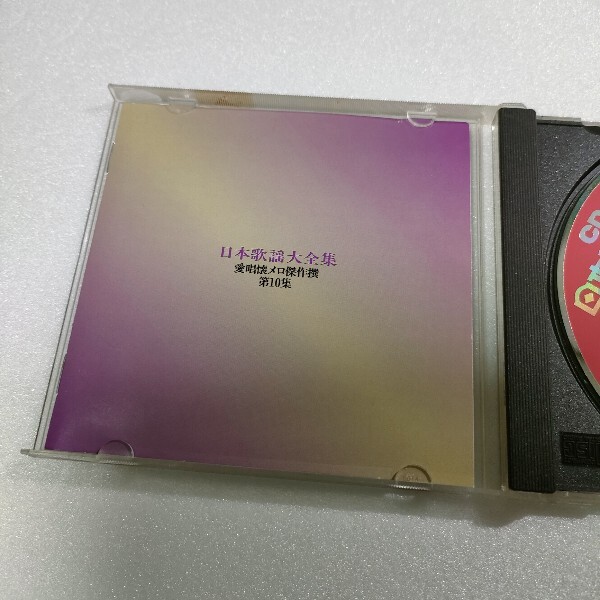 日本歌謡大全集
愛唱懐メロ傑作撰
第10集
CD